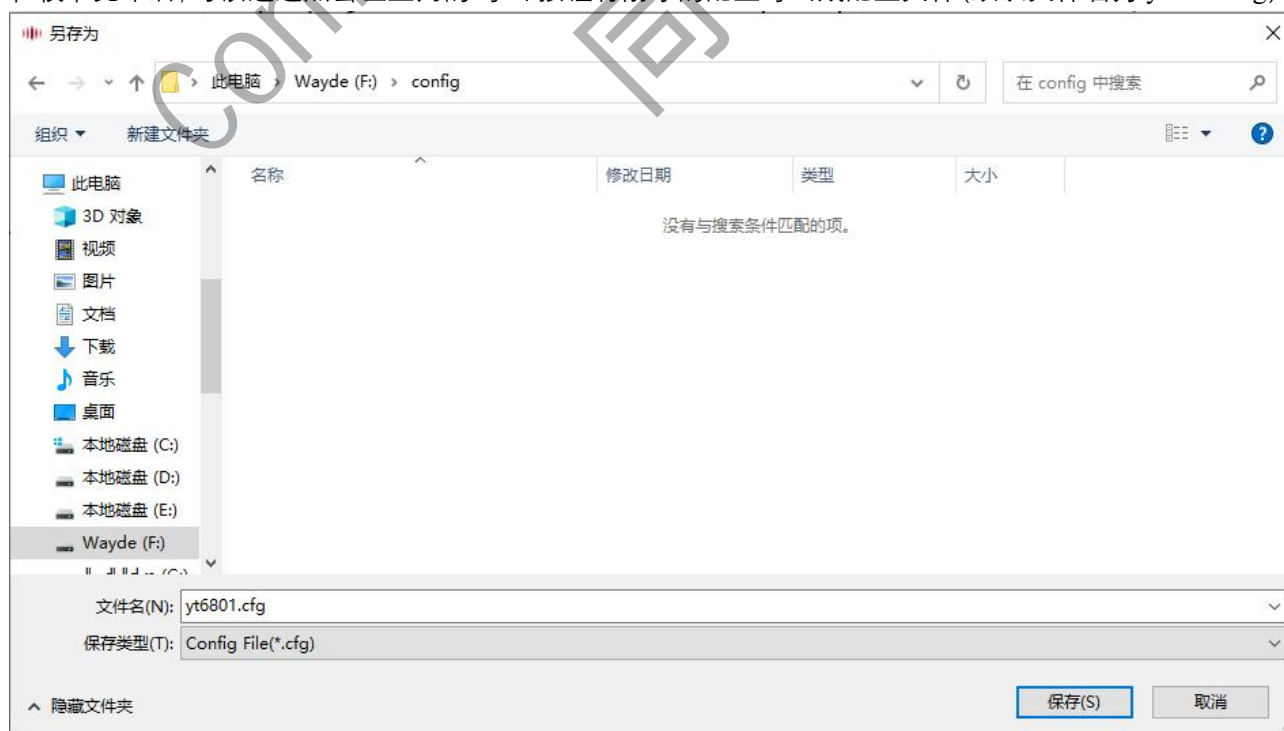 另存为
此电脑 › Wayde (F:) › config
在 config 中搜索
组织 新建文件夹
名称 修改日期 类型 大小
没有与搜索条件匹配的项。
此电脑
3D 对象
视频
图片
文档
下载
音乐
桌面
本地磁盘 (C:)
本地磁盘 (D:)
本地磁盘 (E:)
Wayde (F:)
文件名(N): yt6801.cfg
保存类型(T): Config File(*.cfg)
隐藏文件夹 保存(S) 取消